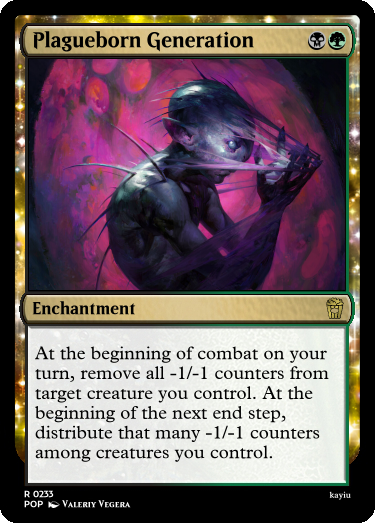 Plagueborn Generation
Enchantment
At the beginning of combat on your
turn, remove all -1/-1 counters from
target creature you control. At the
beginning of the next end step,
distribute that many -1/-1 counters
among creatures you control.
R 0233
kayiu
POP Valeriy Vegera